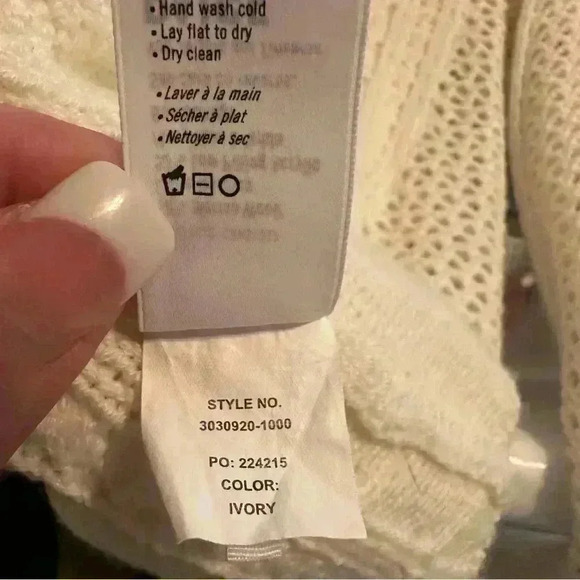 • Hand wash cold
• Lay flat to dry
• Dry clean
• Laver à la main
• Sécher à plat
• Nettoyer à sec
STYLE NO.
3030920-1000
PO: 224215
COLOR:
IVORY